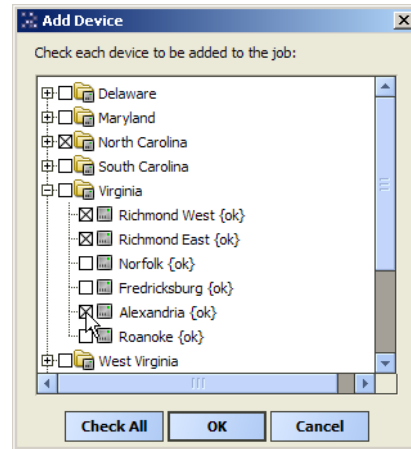 Add Device
Check each device to be added to the job:
Delaware
Maryland
North Carolina
South Carolina
Virginia
Richmond West {ok}
Richmond East {ok}
Norfolk {ok}
Fredricksburg {ok}
Alexandria {ok}
Roanoke {ok}
West Virginia
Check All OK Cancel